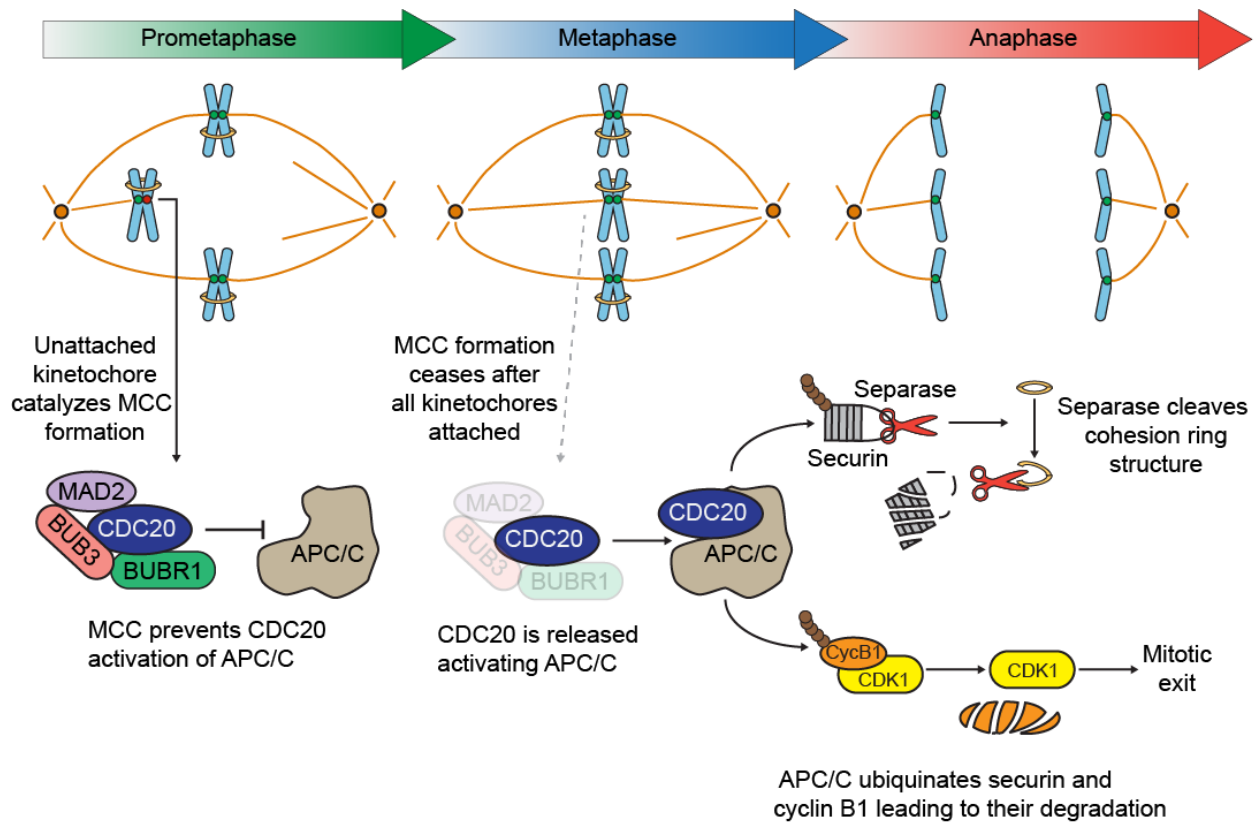 Prometaphase
Metaphase
Anaphase
Unattached
kinetochore
catalyzes MCC
formation
MCC formation
ceases after
all kinetochores
attached
Separase
Securin
Separase cleaves
cohesion ring
structure
MAD2
CDC20
BUB3
BUBR1
APC/C
MAD2
CDC20
BUB3
BUBR1
CDC20
APC/C
MCC prevents CDC20
activation of APC/C
CDC20 is released
activating APC/C
CycB1
CDK1
CDK1
Mitotic
exit
APC/C ubiquinates securin and
cyclin B1 leading to their degradation